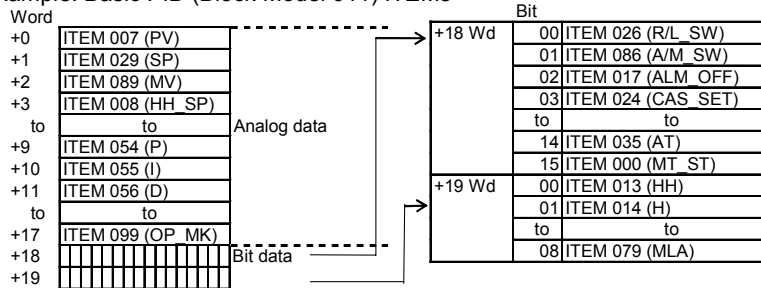 xample: Basic PID (Block Model 011) ITEMs
Word
+0 ITEM 007 (PV)
+1 ITEM 029 (SP)
+2 ITEM 089 (MV)
+3 ITEM 008 (HH_SP)
to to Analog data
+9 ITEM 054 (P)
+10 ITEM 055 (I)
+11 ITEM 056 (D)
to to
+17 ITEM 099 (OP_MK)
+18 Bit data
+19
Bit
+18 Wd 00 ITEM 026 (R/L_SW)
01 ITEM 086 (A/M_SW)
02 ITEM 017 (ALM_OFF)
03 ITEM 024 (CAS_SET)
to to
14 ITEM 035 (AT)
15 ITEM 000 (MT_ST)
+19 Wd 00 ITEM 013 (HH)
01 ITEM 014 (H)
to to
08 ITEM 079 (MLA)